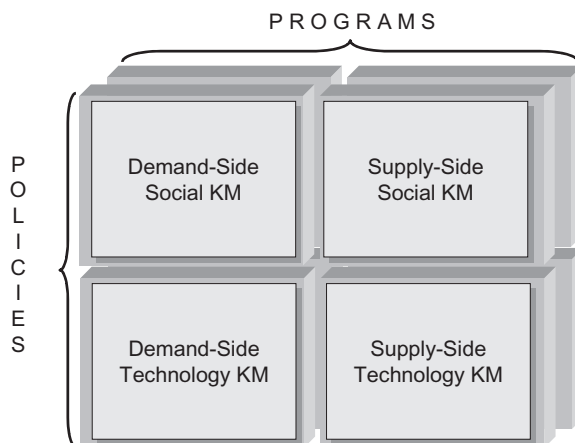 PROGRAMS
POLICIES
Demand-Side
Social KM
Supply-Side
Social KM
Demand-Side
Technology KM
Supply-Side
Technology KM